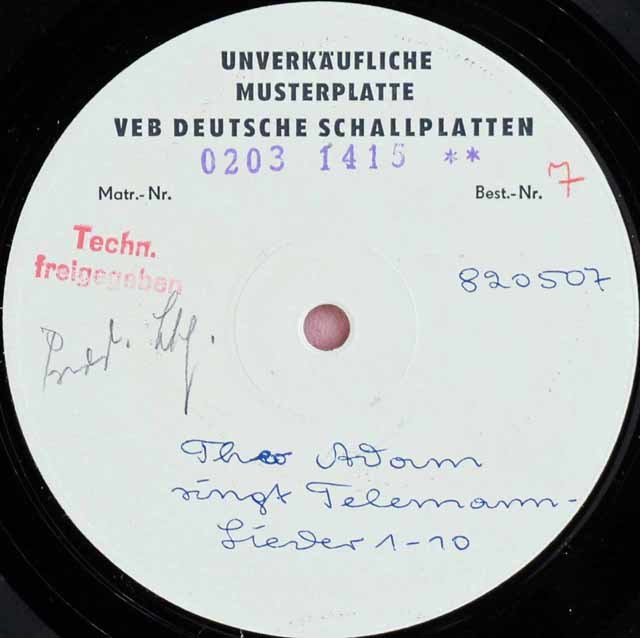 UNVERKÄUFLICHE
MUSTERPLATTE
VEB DEUTSCHE SCHALLPLATTEN
0203 1415 **
Matr.-Nr.
Best.-Nr. 7
Techn.
freigegeben
820507
Theo Adam
singt Telemann-
Lieder 1-10